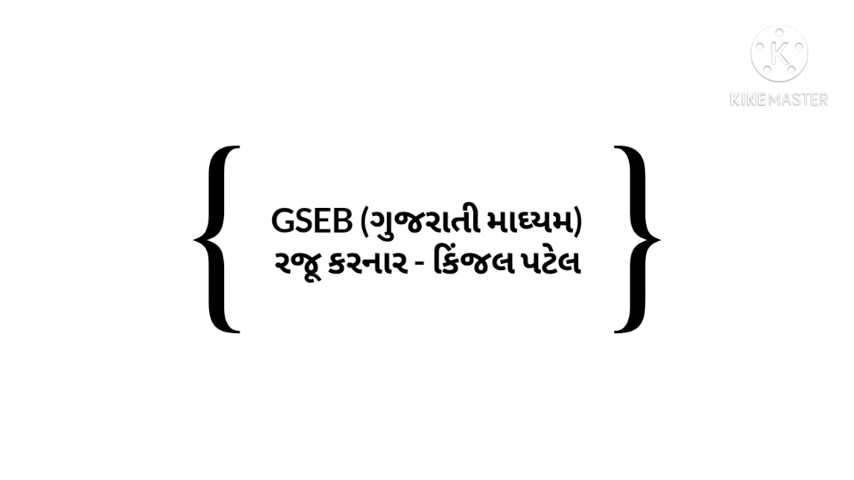 KINEMASTER
GSEB (ગુજરાતી માધ્યમ)
રજૂ કરનાર - કિંજલ પટેલ